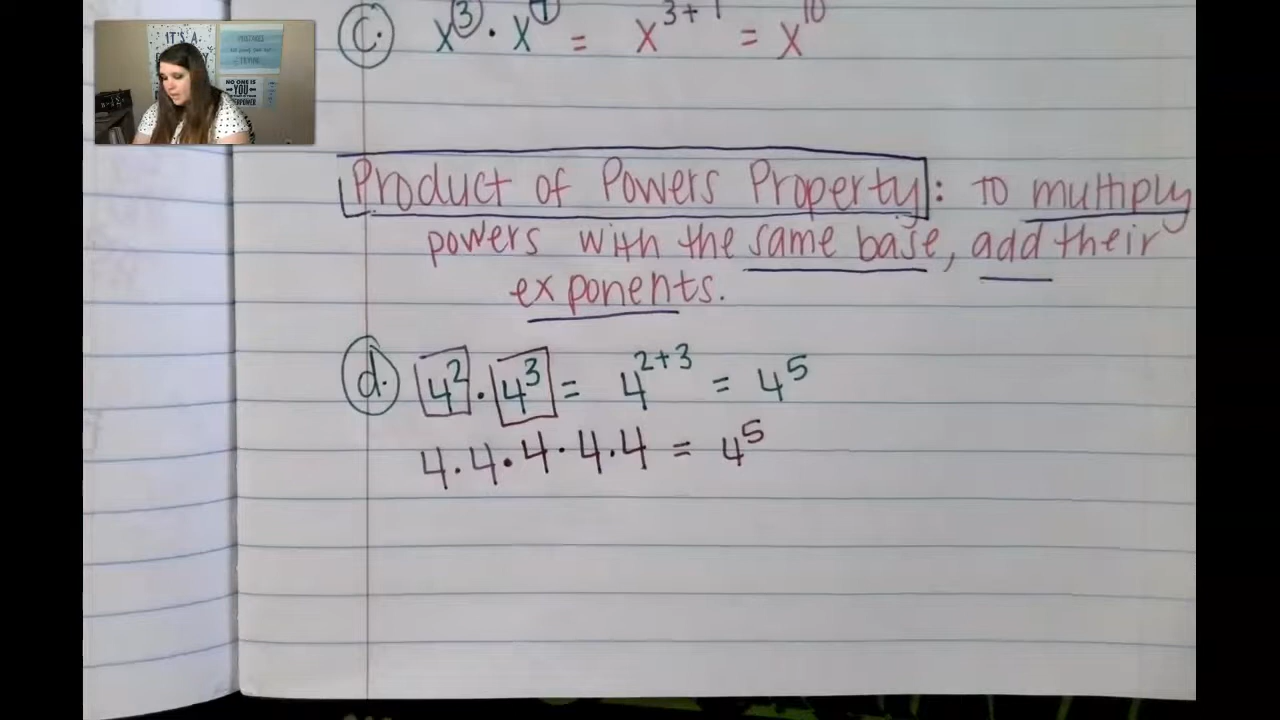 IT'S A
NO ONE IS
YOU
c. x³ · x⁷ = x³⁺⁷ = x¹⁰
Product of Powers Property: to multiply
powers with the same base, add their
exponents.
d. 4² · 4³ = 4²⁺³ = 4⁵
4·4·4·4·4 = 4⁵